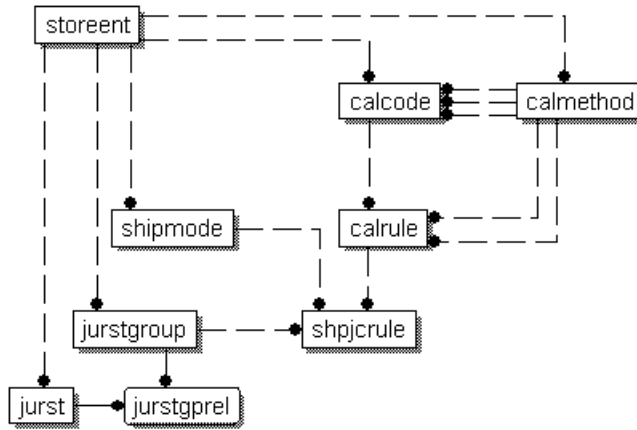 storeent
calcode
calmethod
shipmode
calrule
jurstgroup
shpjcrule
jurst
jurstgprel